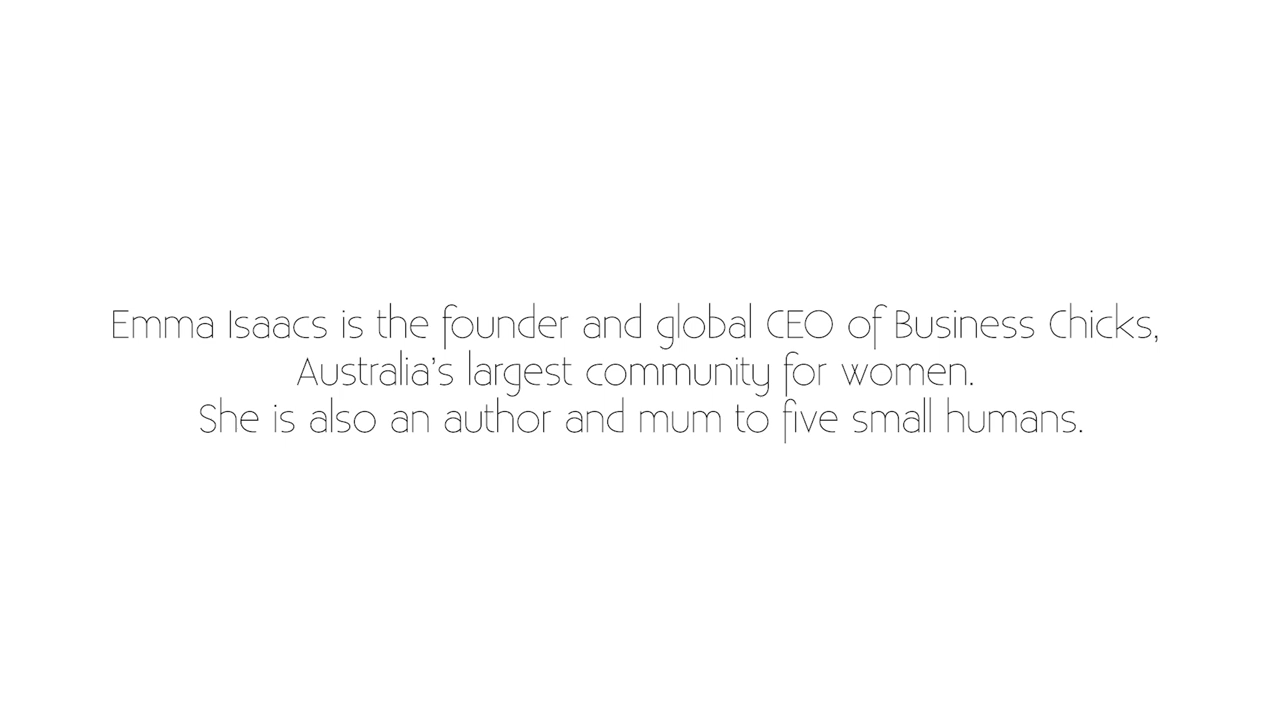 Emma Isaacs is the founder and global CEO of Business Chicks,
Australia's largest community for women.
She is also an author and mum to five small humans.